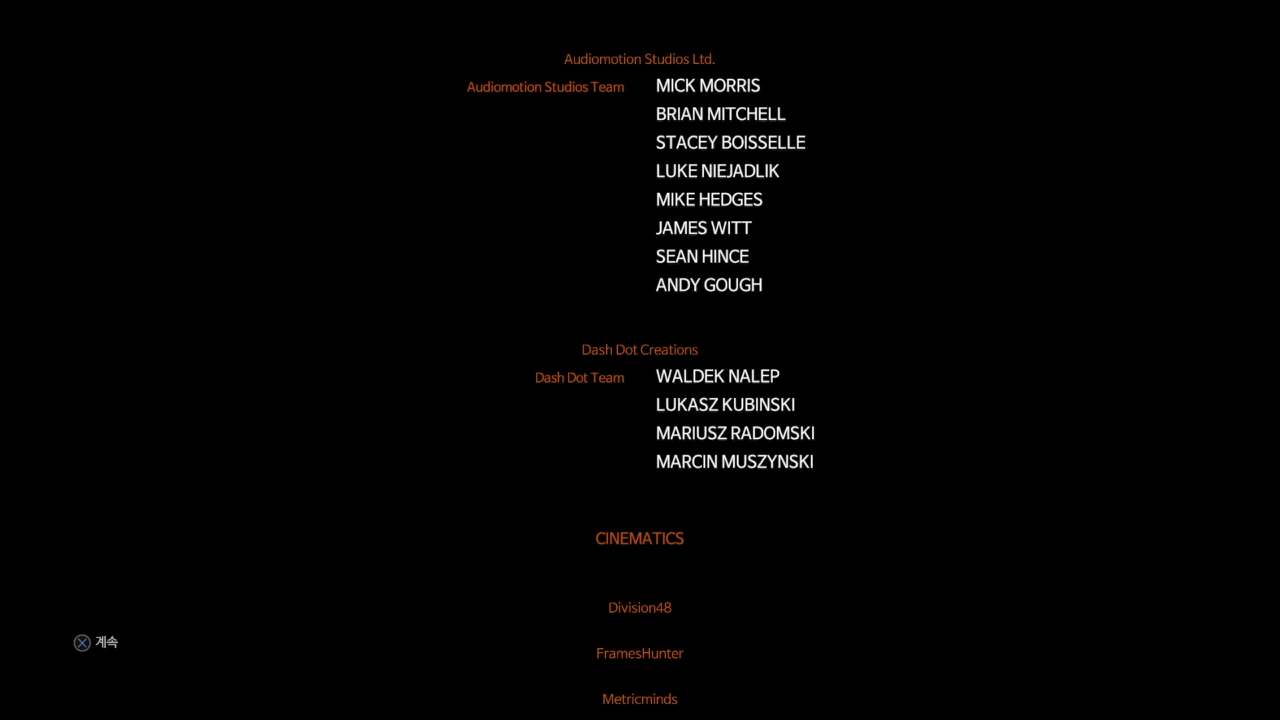 Audiomotion Studios Ltd.
Audiomotion Studios Team MICK MORRIS
BRIAN MITCHELL
STACEY BOISSELLE
LUKE NIEJADLIK
MIKE HEDGES
JAMES WITT
SEAN HINCE
ANDY GOUGH
Dash Dot Creations
Dash Dot Team WALDEK NALEP
LUKASZ KUBINSKI
MARIUSZ RADOMSKI
MARCIN MUSZYNSKI
CINEMATICS
Division48
계속
FramesHunter
Metricminds